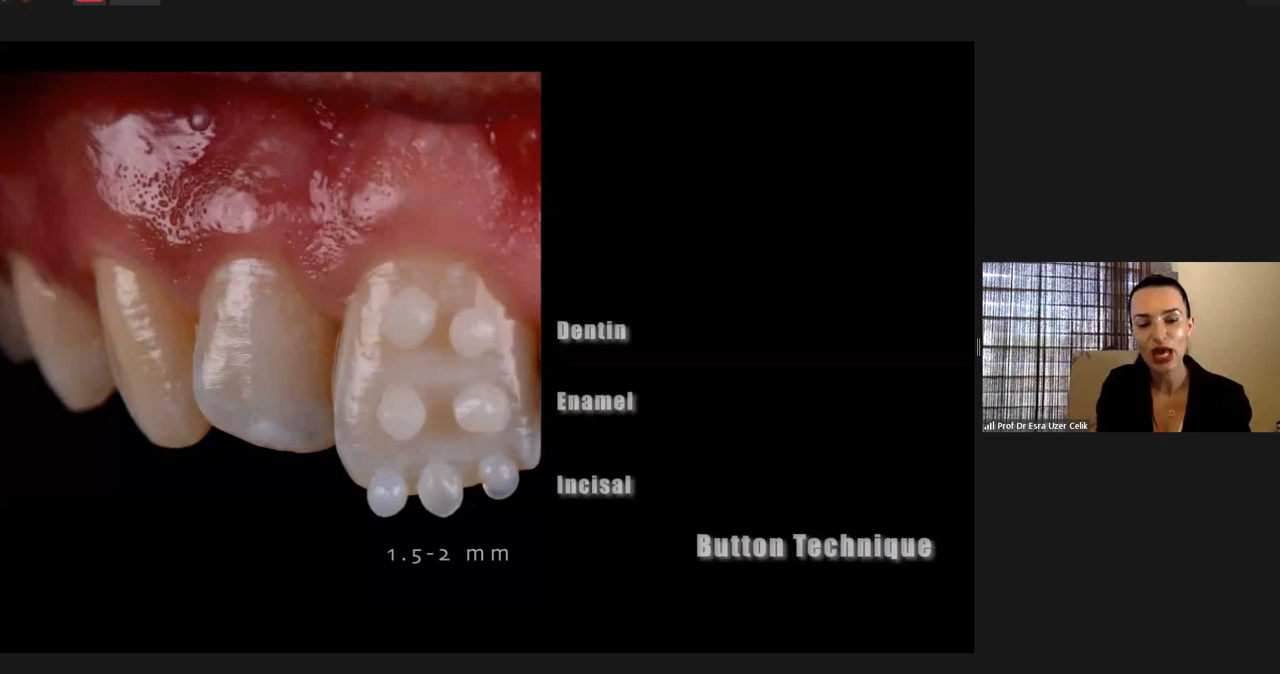 Dentin
Enamel
Incisal
1.5-2 mm
Button Technique
Prof Dr Esra Uzer Celik